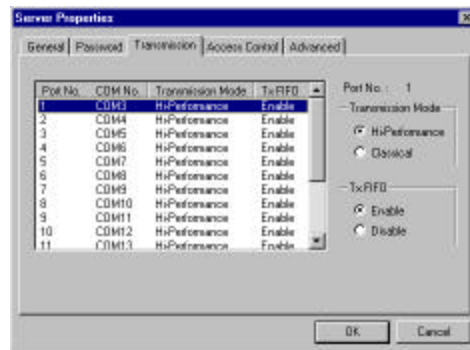 Server Properties
General Password Transmission Access Control Advanced
Port No. COM No. Transmission Mode Tx FIFO
1 COM3 Hi-Performance Enable
2 COM4 Hi-Performance Enable
3 COM5 Hi-Performance Enable
4 COM6 Hi-Performance Enable
5 COM7 Hi-Performance Enable
6 COM8 Hi-Performance Enable
7 COM9 Hi-Performance Enable
8 COM10 Hi-Performance Enable
9 COM11 Hi-Performance Enable
10 COM12 Hi-Performance Enable
11 COM13 Hi-Performance Enable
Port No. : 1
Transmission Mode
Hi-Performance
Classical
Tx FIFO
Enable
Disable
OK Cancel